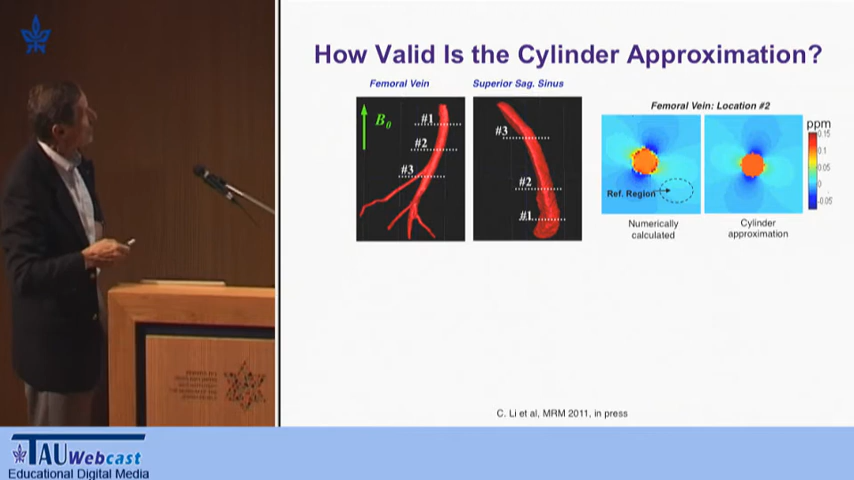 How Valid Is the Cylinder Approximation?
Femoral Vein
Superior Sag. Sinus
B0
#1
#2
#3
#3
#2
#1
Femoral Vein: Location #2
ppm
0.15
0.1
0.05
0
-0.05
Ref. Region
Numerically
calculated
Cylinder
approximation
C. Li et al, MRM 2011, in press
TAU Webcast
Educational Digital Media